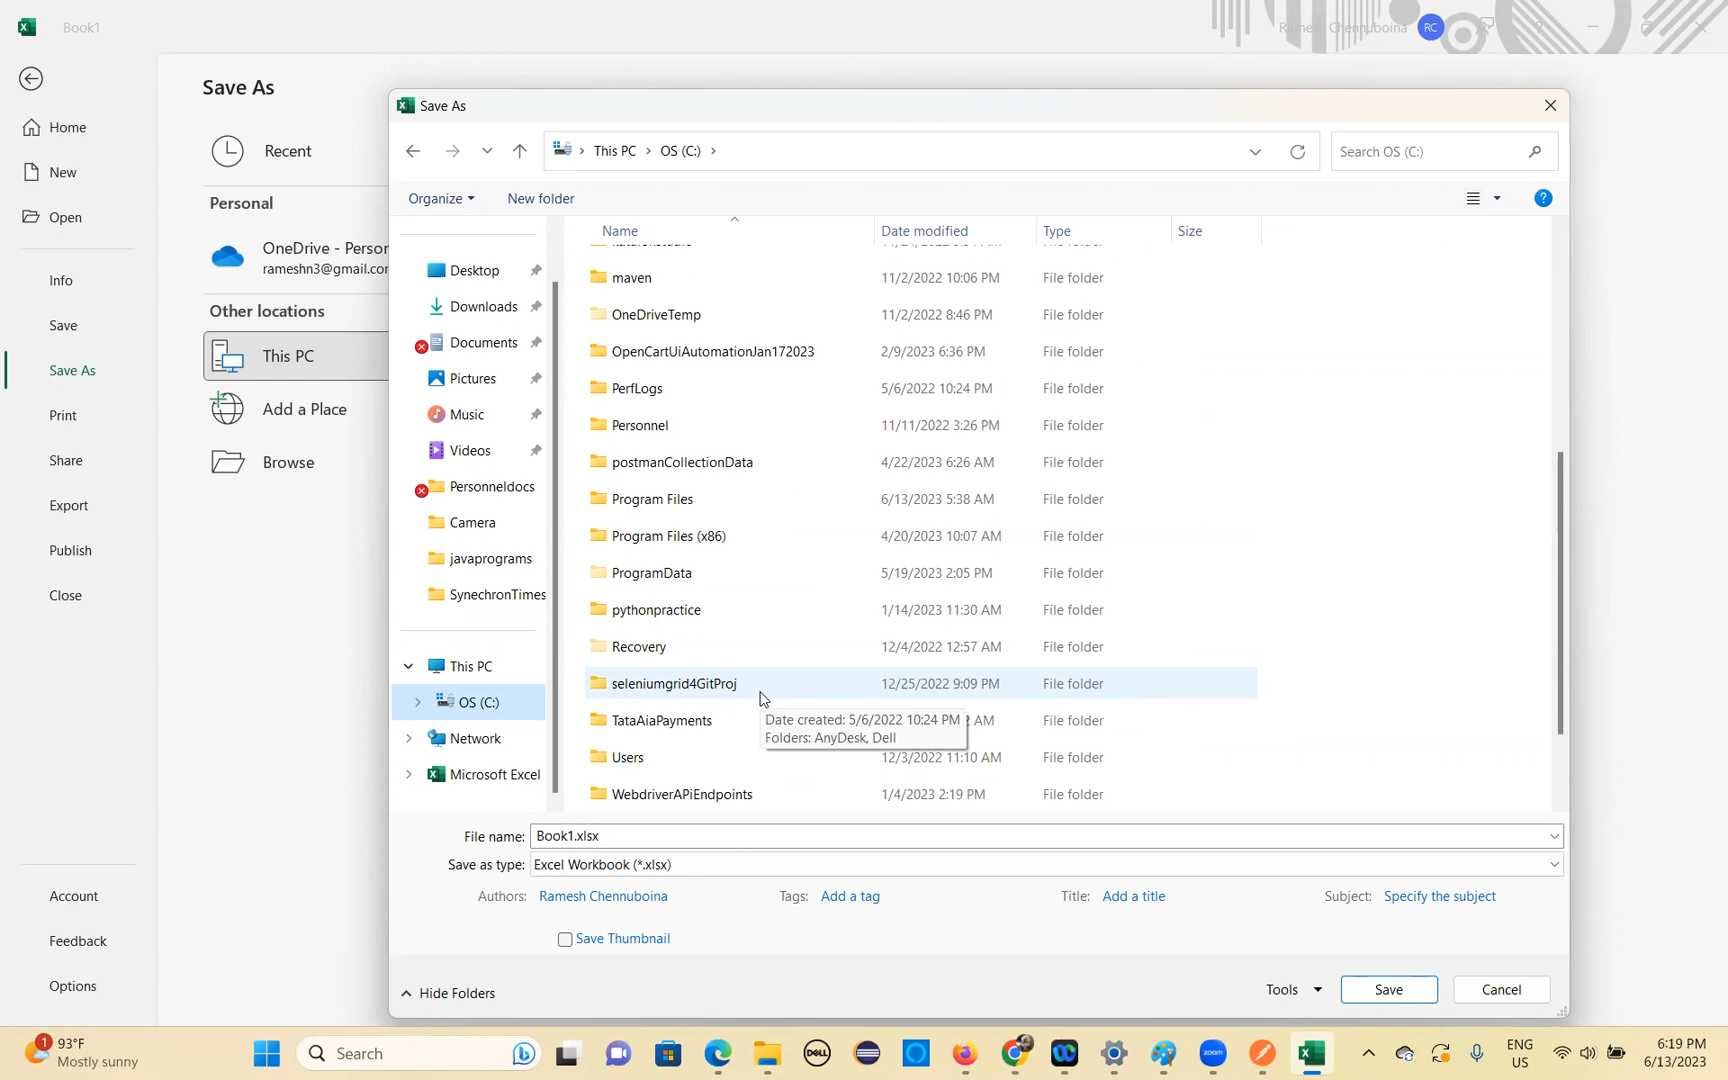 Book1
Ramesh Chennuboina
RC
Save As
Home
New
Open
Info
Save
Save As
Print
Share
Export
Publish
Close
Account
Feedback
Options
Recent
Personal
OneDrive - Person
rameshn3@gmail.com
Other locations
This PC
Add a Place
Browse
Save As
This PC
OS (C:)
Search OS (C:)
Organize
New folder
?
Desktop
Downloads
Documents
Pictures
Music
Videos
Personneldocs
Camera
javaprograms
SynechronTimes
This PC
OS (C:)
Network
Microsoft Excel
Name Date modified Type Size
maven 11/2/2022 10:06 PM File folder
OneDriveTemp 11/2/2022 8:46 PM File folder
OpenCartUiAutomationJan172023 2/9/2023 6:36 PM File folder
PerfLogs 5/6/2022 10:24 PM File folder
Personnel 11/11/2022 3:26 PM File folder
postmanCollectionData 4/22/2023 6:26 AM File folder
Program Files 6/13/2023 5:38 AM File folder
Program Files (x86) 4/20/2023 10:07 AM File folder
ProgramData 5/19/2023 2:05 PM File folder
pythonpractice 1/14/2023 11:30 AM File folder
Recovery 12/4/2022 12:57 AM File folder
seleniumgrid4GitProj 12/25/2022 9:09 PM File folder
TataAiaPayments 2 AM File folder
Date created: 5/6/2022 10:24 PM
Folders: AnyDesk, Dell
Users 12/3/2022 11:10 AM File folder
WebdriverAPiEndpoints 1/4/2023 2:19 PM File folder
File name: Book1.xlsx
Save as type: Excel Workbook (*.xlsx)
Authors: Ramesh Chennuboina Tags: Add a tag Title: Add a title Subject: Specify the subject
Save Thumbnail
Hide Folders
Tools
Save
Cancel
1
93°F
Mostly sunny
Search
DELL
zoom
ENG
US
6:19 PM
6/13/2023